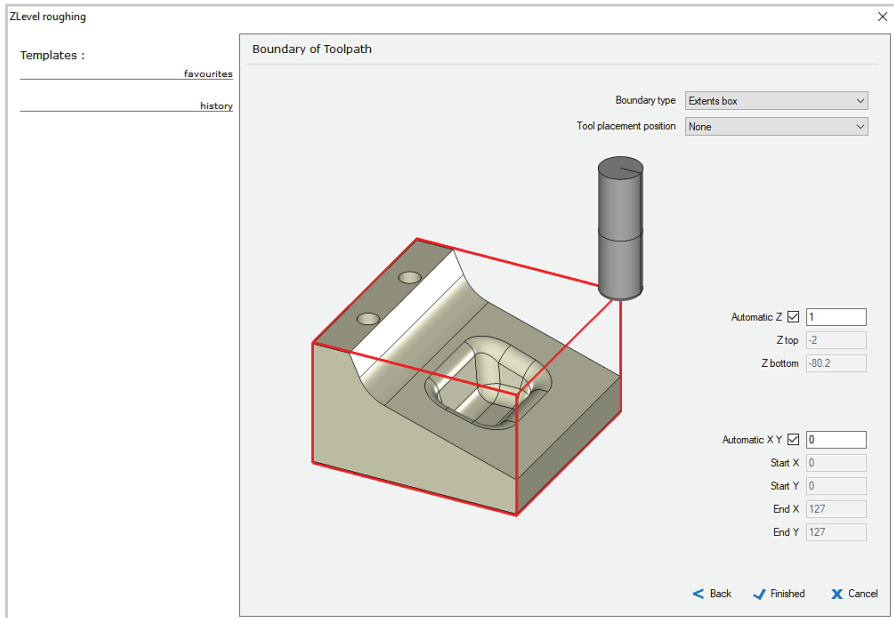 ZLevel roughing
Templates :
favourites
history
Boundary of Toolpath
Boundary type Extents box
Tool placement position None
Automatic Z 1
Z top -2
Z bottom -80.2
Automatic X Y 0
Start X 0
Start Y 0
End X 127
End Y 127
Back Finished Cancel